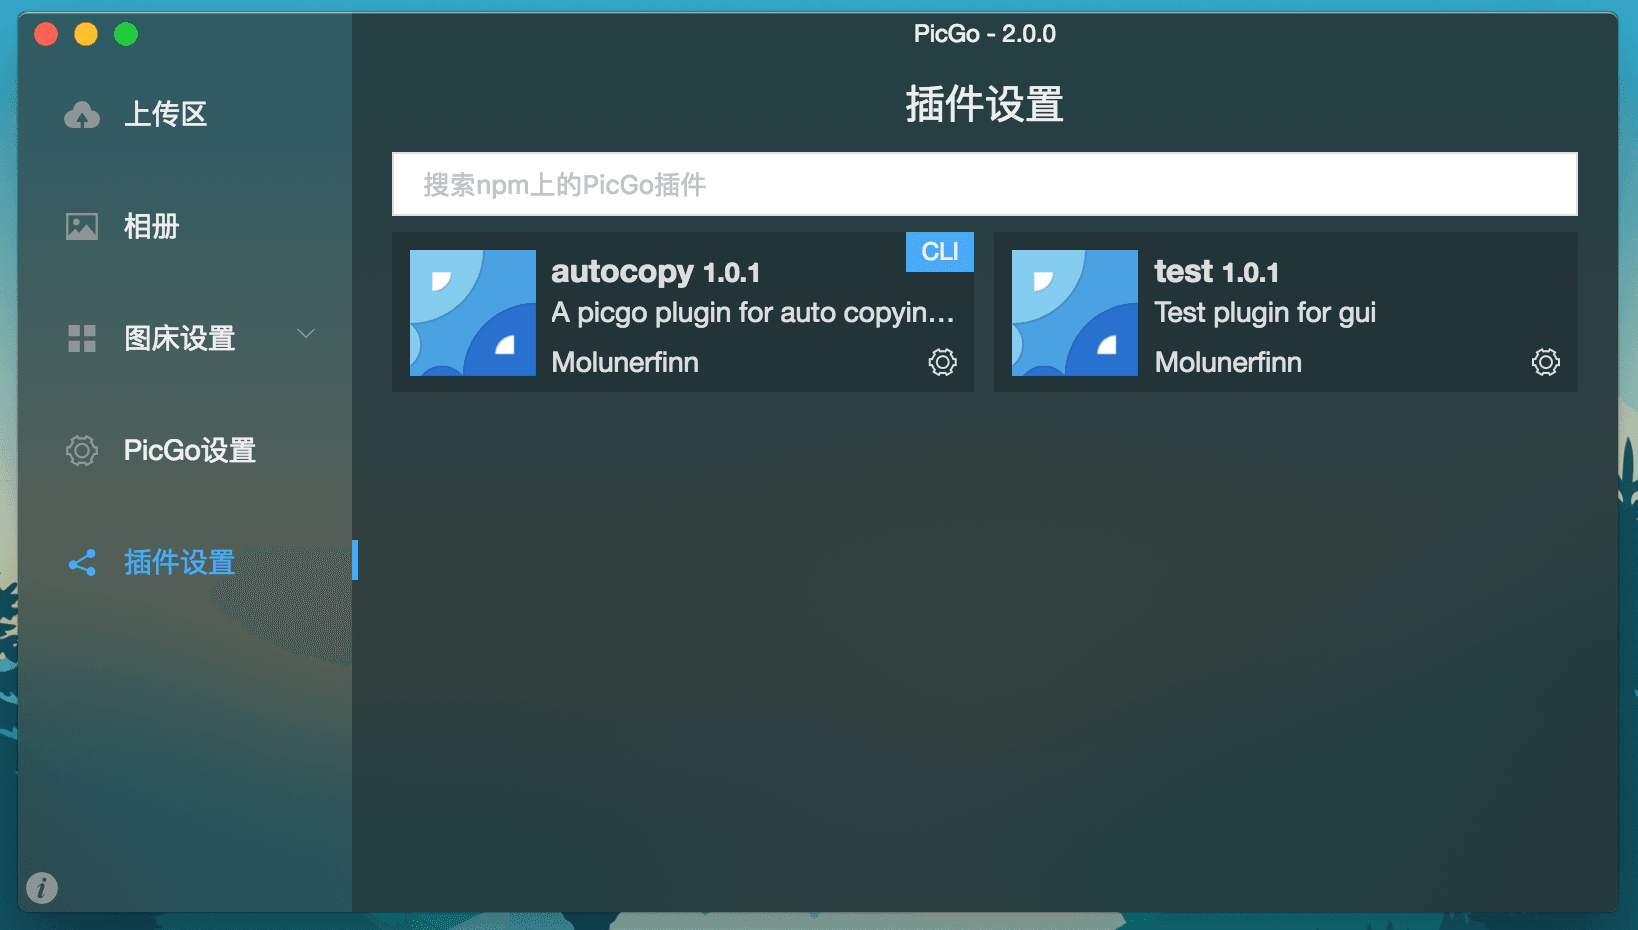 PicGo - 2.0.0
上传区
相册
图床设置
PicGo设置
插件设置
插件设置
搜索npm上的PicGo插件
CLI
autocopy 1.0.1
A picgo plugin for auto copyin...
Molunerfinn
test 1.0.1
Test plugin for gui
Molunerfinn
i